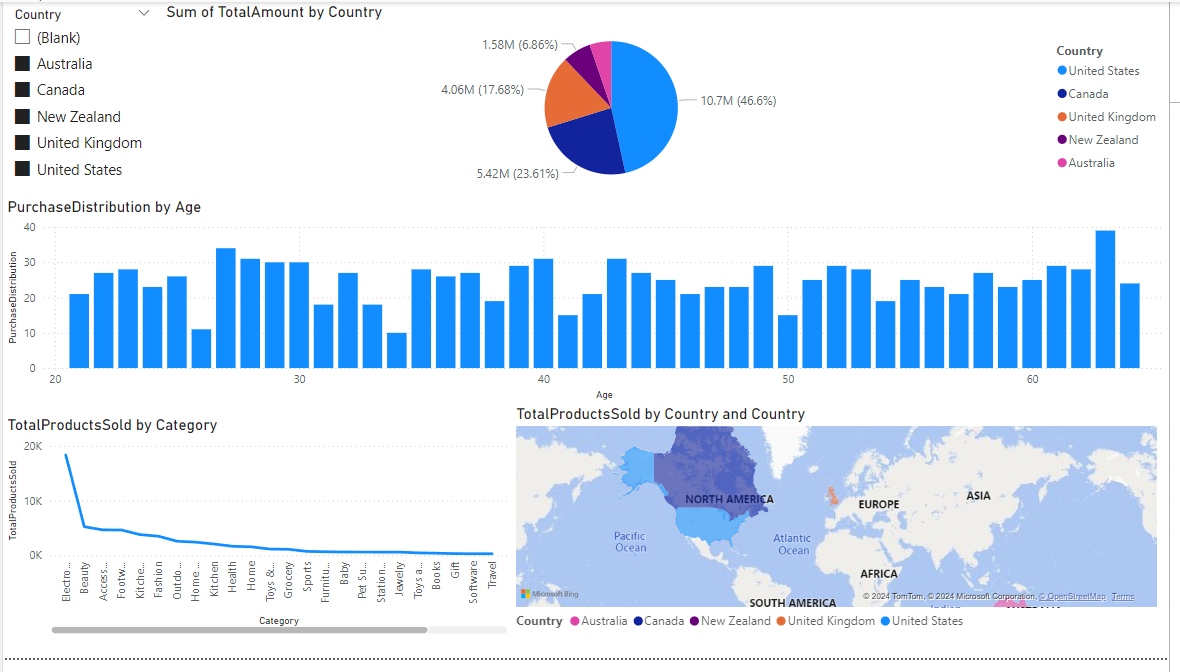 Country
(Blank)
Australia
Canada
New Zealand
United Kingdom
United States
Sum of TotalAmount by Country
1.58M (6.86%)
4.06M (17.68%)
5.42M (23.61%)
10.7M (46.6%)
Country
United States
Canada
United Kingdom
New Zealand
Australia
PurchaseDistribution by Age
PurchaseDistribution
40
30
20
10
0
20 30 40 50 60
Age
TotalProductsSold by Category
TotalProductsSold
20K
10K
0K
Electro...
Beauty
Access...
Footw...
Kitche...
Fashion
Outdo...
Home ...
Kitchen
Health
Home
Toys &...
Grocery
Sports
Furnitu...
Baby
Pet Su...
Station...
Jewelry
Toys a...
Books
Gift
Software
Travel
Category
TotalProductsSold by Country and Country
NORTH AMERICA
EUROPE
ASIA
Pacific
Ocean
Atlantic
Ocean
AFRICA
SOUTH AMERICA
Microsoft Bing
© 2024 TomTom, © 2024 Microsoft Corporation, © OpenStreetMap Terms
Country Australia Canada New Zealand United Kingdom United States